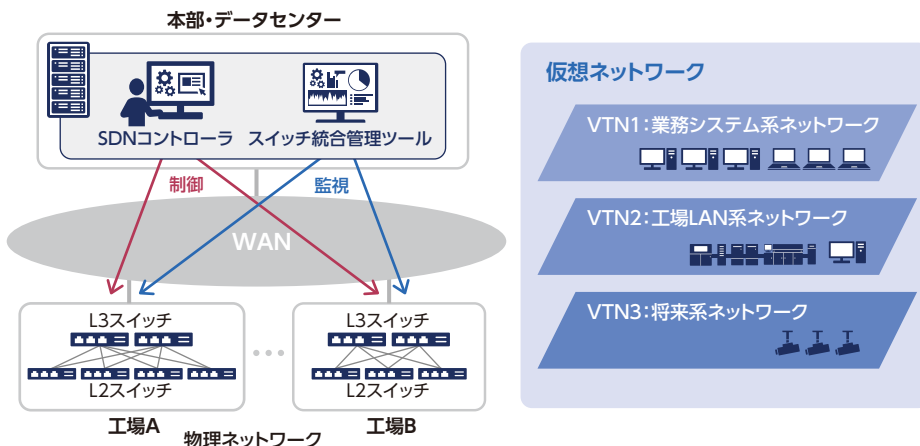 本部・データセンター
SDNコントローラ
スイッチ統合管理ツール
制御
監視
WAN
L3スイッチ
L2スイッチ
工場A
L3スイッチ
L2スイッチ
工場B
物理ネットワーク
仮想ネットワーク
VTN1：業務システム系ネットワーク
VTN2：工場LAN系ネットワーク
VTN3：将来系ネットワーク